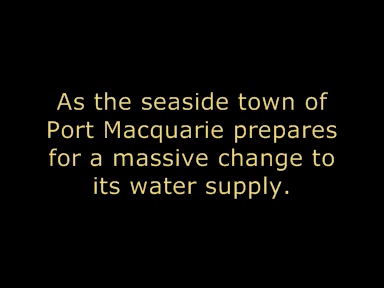 As the seaside town of
Port Macquarie prepares
for a massive change to
its water supply.